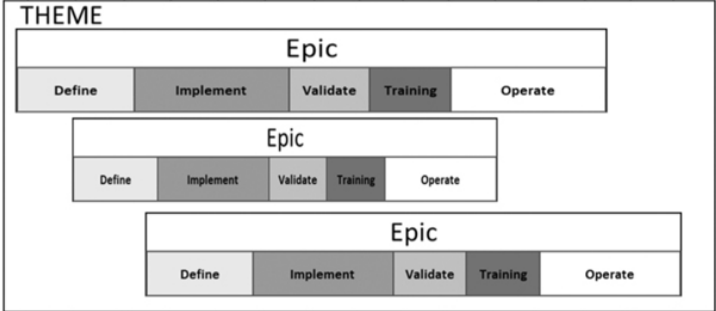 THEME
Epic
Define Implement Validate Training Operate
Epic
Define Implement Validate Training Operate
Epic
Define Implement Validate Training Operate